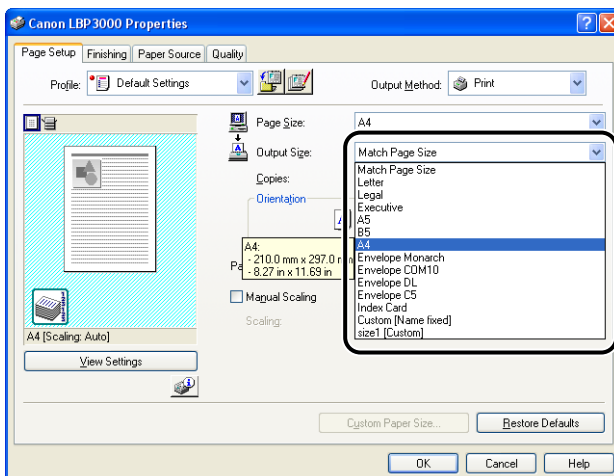 Canon LBP3000 Properties
Page Setup Finishing Paper Source Quality
Profile: Default Settings Output Method: Print
Page Size: A4
Output Size: Match Page Size
Copies:
Orientation
Match Page Size
Letter
Legal
Executive
A5
B5
A4
Envelope Monarch
Envelope COM10
Envelope DL
Envelope C5
Index Card
Custom [Name fixed]
size1 [Custom]
A4:
- 210.0 mm x 297.0 m
- 8.27 in x 11.69 in
Pa
Manual Scaling
Scaling:
A4 [Scaling: Auto]
View Settings
Custom Paper Size... Restore Defaults
OK Cancel Help